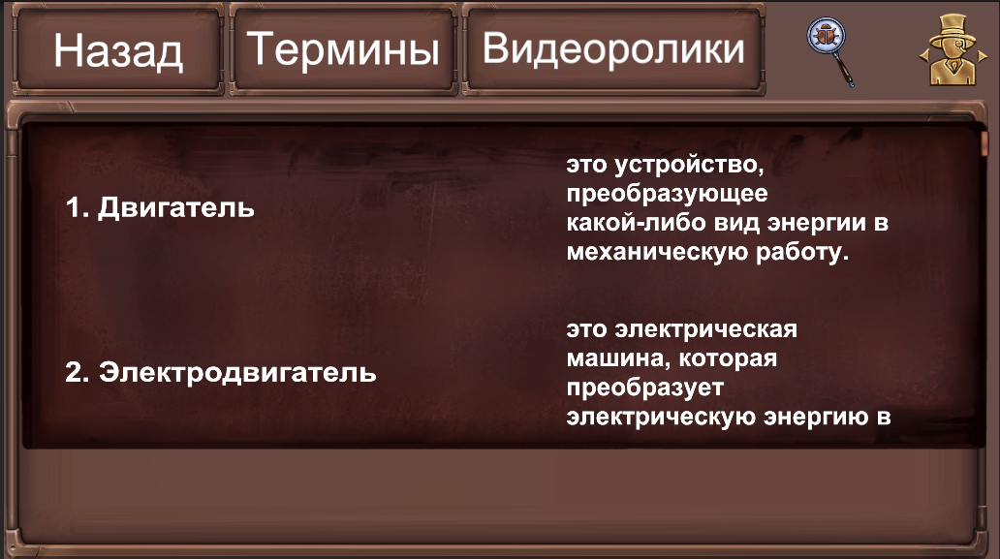 Назад
Термины
Видеоролики
1. Двигатель
это устройство,
преобразующее
какой-либо вид энергии в
механическую работу.
2. Электродвигатель
это электрическая
машина, которая
преобразует
электрическую энергию в